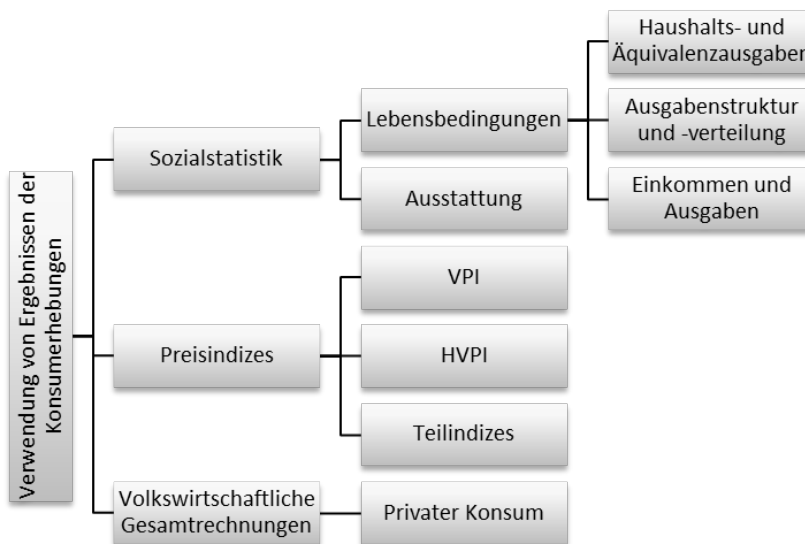 Verwendung von Ergebnissen der
Konsumerhebungen
Sozialstatistik
Lebensbedingungen
Haushalts- und
Äquivalenzausgaben
Ausgabenstruktur
und -verteilung
Einkommen und
Ausgaben
Ausstattung
Preisindizes
VPI
HVPI
Teilindizes
Volkswirtschaftliche
Gesamtrechnungen
Privater Konsum